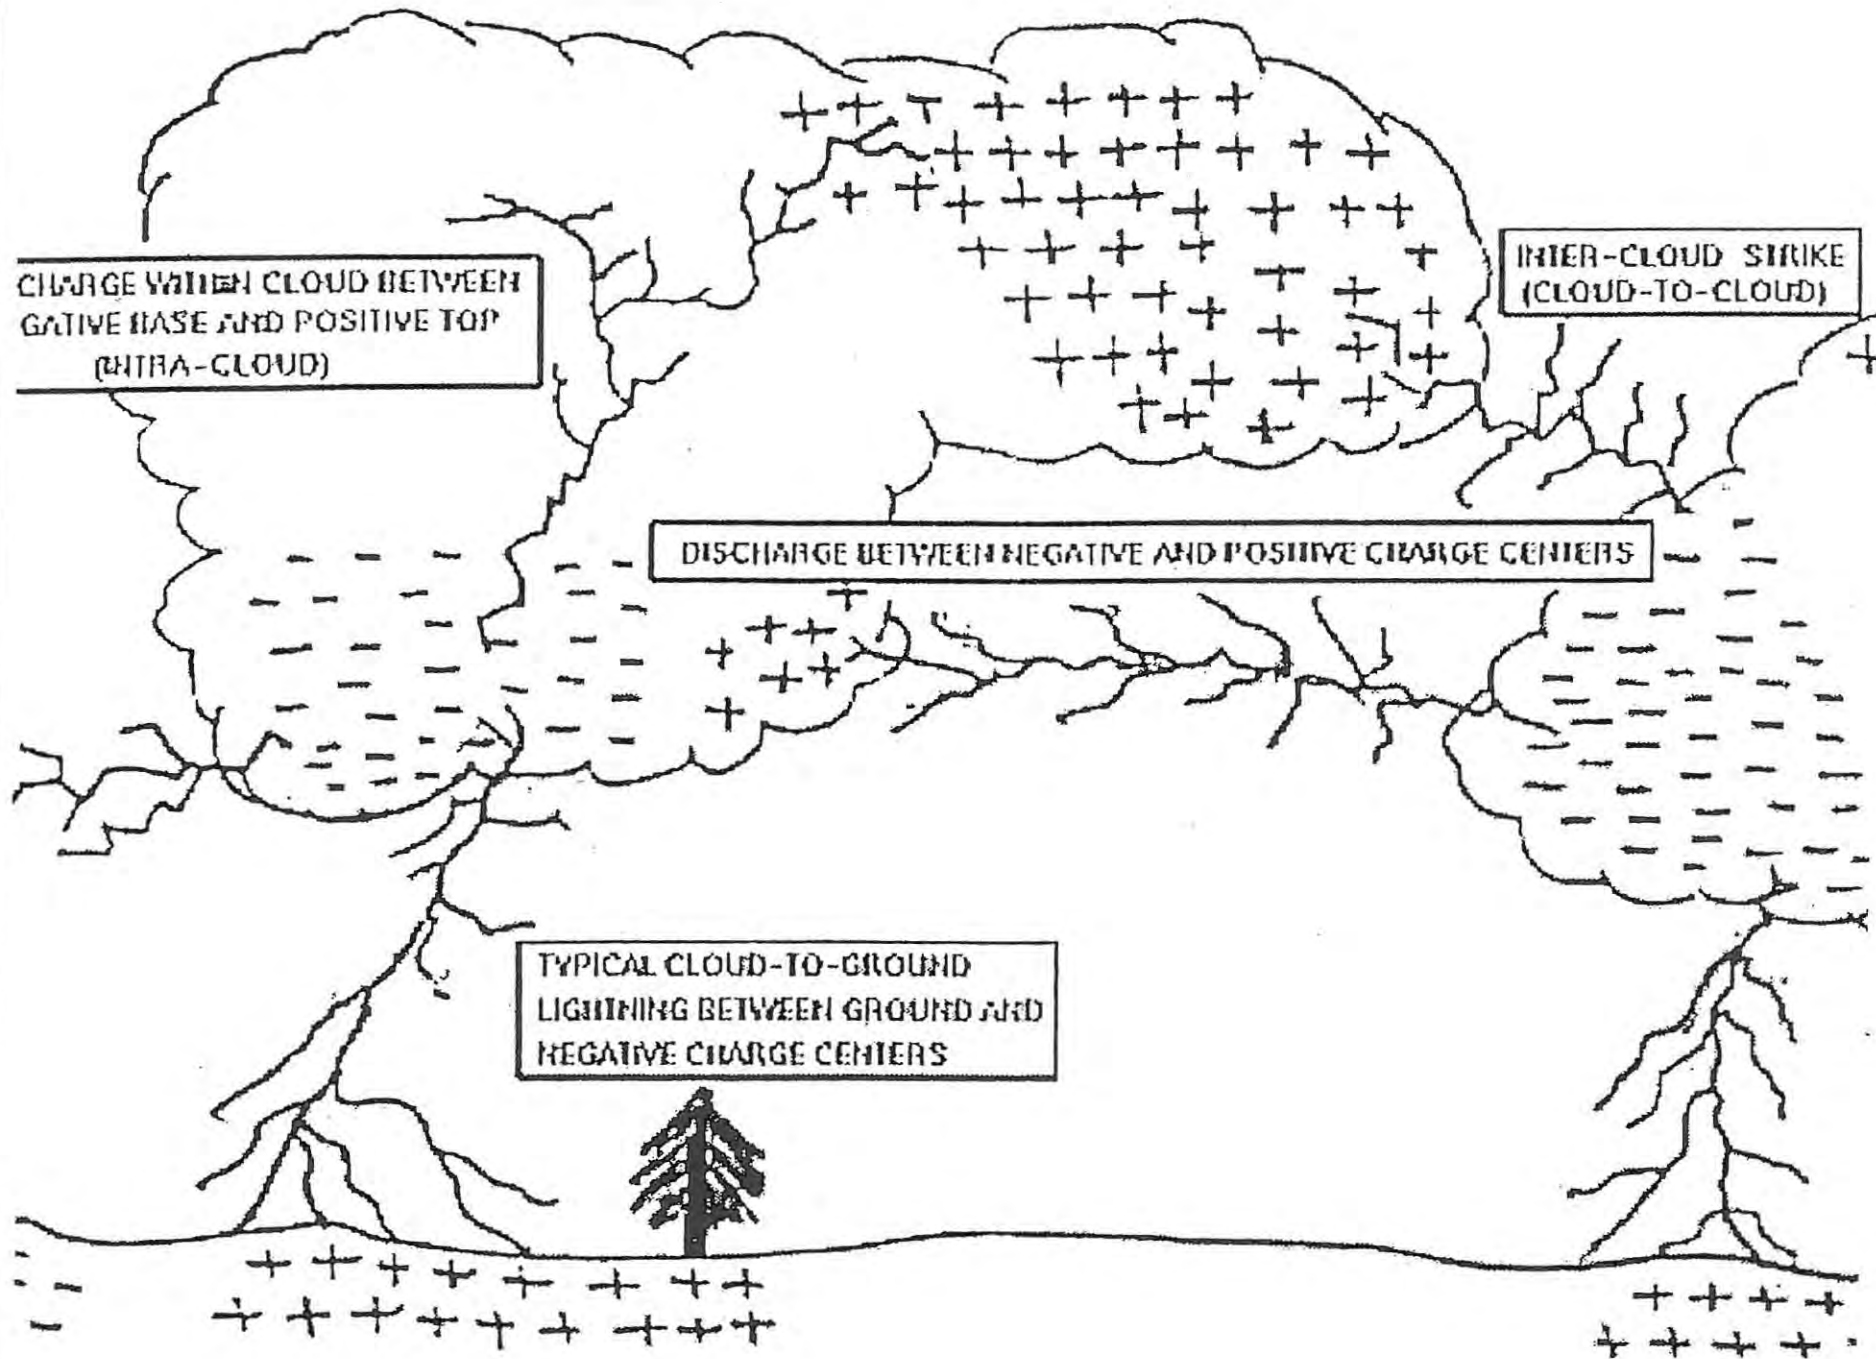 CHARGE WITHIN CLOUD BETWEEN
GATIVE BASE AND POSITIVE TOP
(INTRA-CLOUD)
INTER-CLOUD STRIKE
(CLOUD-TO-CLOUD)
DISCHARGE BETWEEN NEGATIVE AND POSITIVE CHARGE CENTERS
TYPICAL CLOUD-TO-GROUND
LIGHTNING BETWEEN GROUND AND
NEGATIVE CHARGE CENTERS